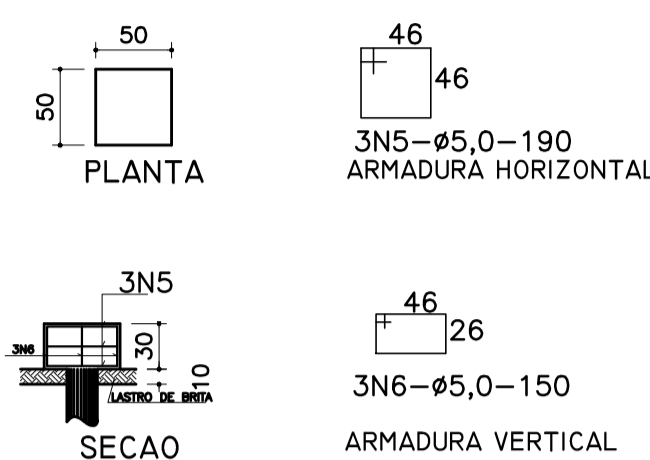 50
50
PLANTA
46
46
3N5-ø5,0-190
ARMADURA HORIZONTAL
3N5
3N6
30
10
LASTRO DE BRITA
SECAO
46
26
3N6-ø5,0-150
ARMADURA VERTICAL